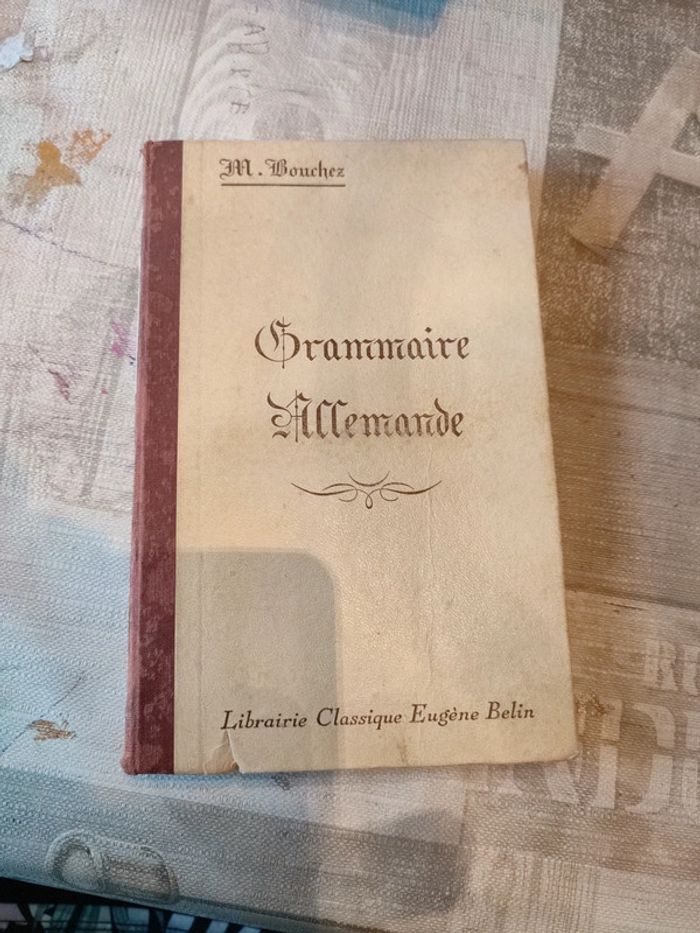 M. Bouchez
Grammaire
Allemande
Librairie Classique Eugène Belin